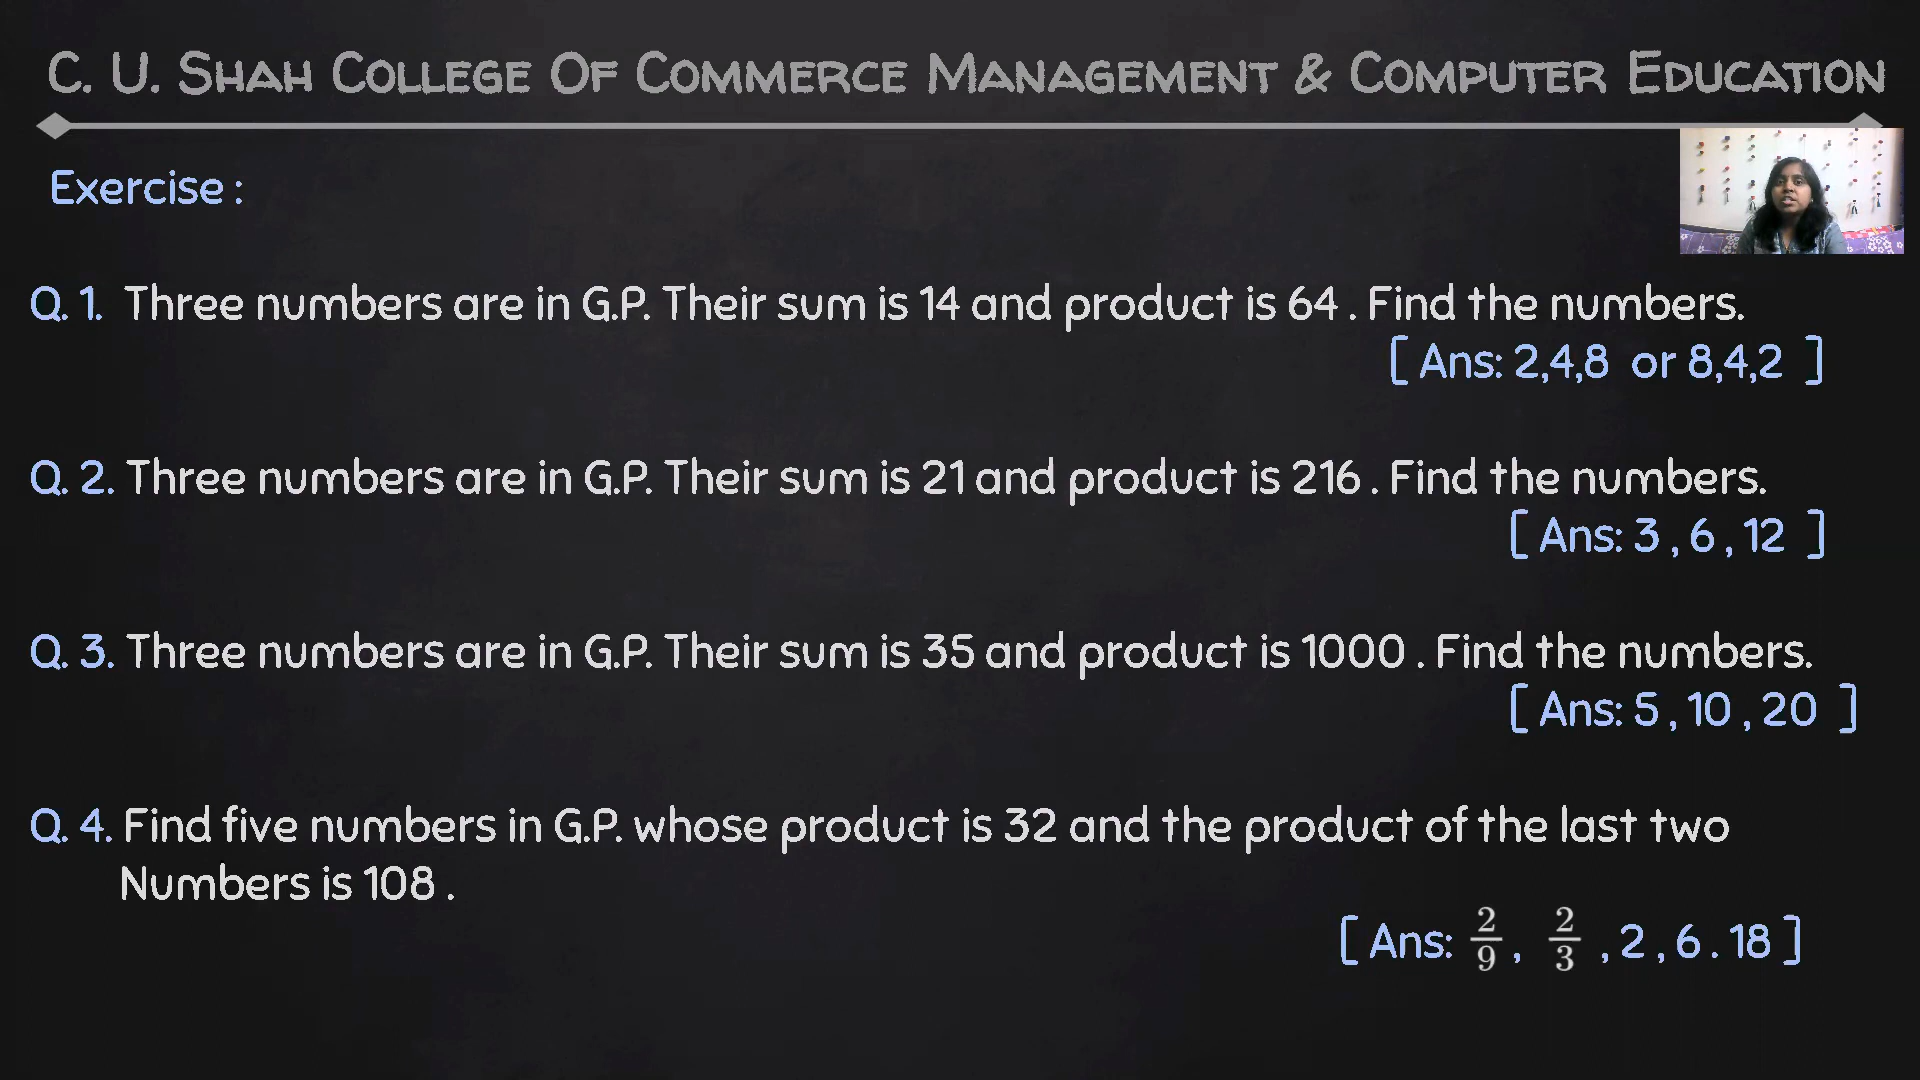 C. U. SHAH COLLEGE OF COMMERCE MANAGEMENT & COMPUTER EDUCATION
Exercise :
Q. 1. Three numbers are in G.P. Their sum is 14 and product is 64 . Find the numbers.
[ Ans: 2,4,8 or 8,4,2 ]
Q. 2. Three numbers are in G.P. Their sum is 21 and product is 216 . Find the numbers.
[ Ans: 3 , 6 , 12 ]
Q. 3. Three numbers are in G.P. Their sum is 35 and product is 1000 . Find the numbers.
[ Ans: 5 , 10 , 20 ]
Q. 4. Find five numbers in G.P. whose product is 32 and the product of the last two
Numbers is 108 .
[ Ans: 2/9 , 2/3 , 2 , 6 . 18 ]